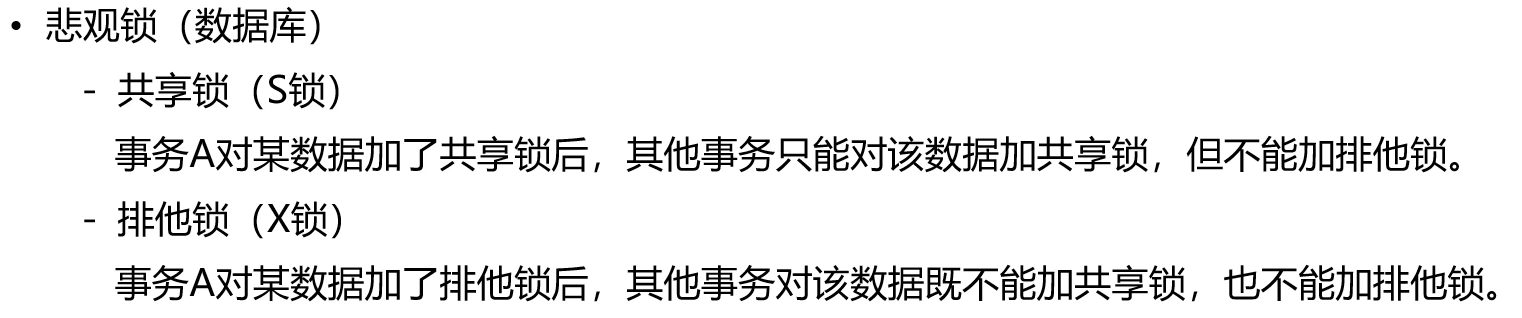 • 悲观锁（数据库）
- 共享锁（S锁）
事务A对某数据加了共享锁后，其他事务只能对该数据加共享锁，但不能加排他锁。
- 排他锁（X锁）
事务A对某数据加了排他锁后，其他事务对该数据既不能加共享锁，也不能加排他锁。